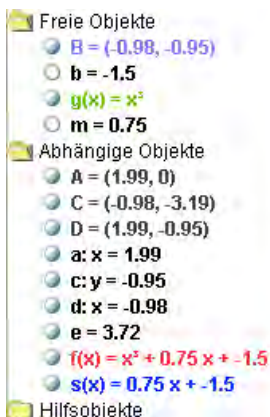 Freie Objekte
B = (-0.98, -0.95)
b = -1.5
g(x) = x³
m = 0.75
Abhängige Objekte
A = (1.99, 0)
C = (-0.98, -3.19)
D = (1.99, -0.95)
a: x = 1.99
c: y = -0.95
d: x = -0.98
e = 3.72
f(x) = x³ + 0.75 x + -1.5
s(x) = 0.75 x + -1.5
Hilfsobjekte